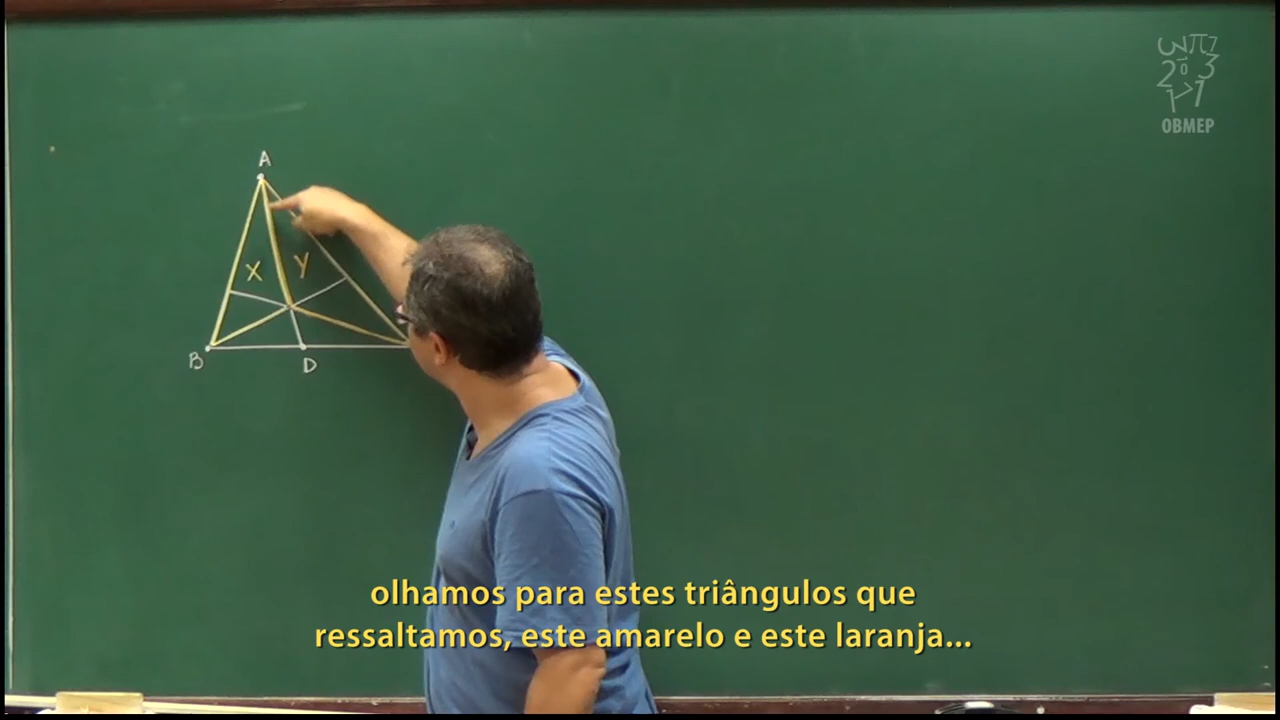 OBMEP
A
X Y
B D
olhamos para estes triângulos que
ressaltamos, este amarelo e este laranja...